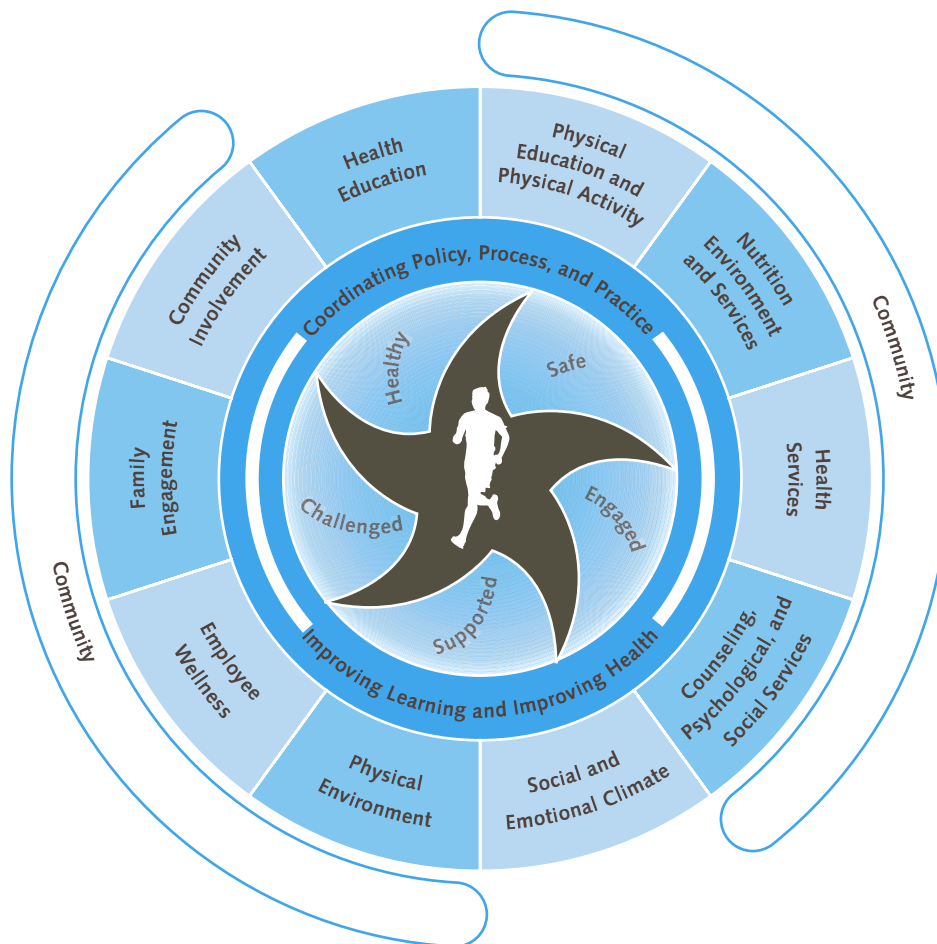 Health
Education
Physical
Education and
Physical Activity
Nutrition
Environment
and Services
Health
Services
Counseling,
Psychological, and
Social Services
Social and
Emotional Climate
Physical
Environment
Employee
Wellness
Family
Engagement
Community
Involvement
Community
Community
Coordinating Policy, Process, and Practice
Improving Learning and Improving Health
Healthy
Safe
Engaged
Supported
Challenged